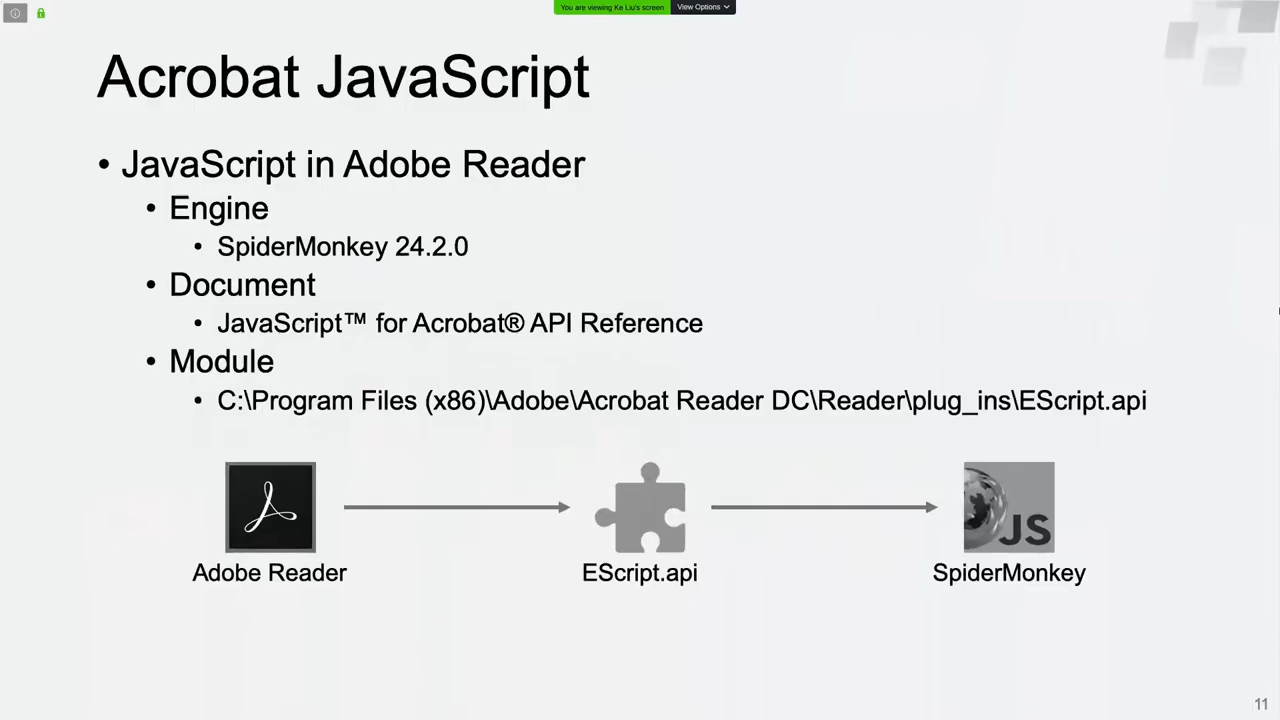 You are viewing Ke Liu's screen
View Options
Acrobat JavaScript
• JavaScript in Adobe Reader
• Engine
• SpiderMonkey 24.2.0
• Document
• JavaScript™ for Acrobat® API Reference
• Module
• C:\Program Files (x86)\Adobe\Acrobat Reader DC\Reader\plug_ins\EScript.api
JS
Adobe Reader
EScript.api
SpiderMonkey
11